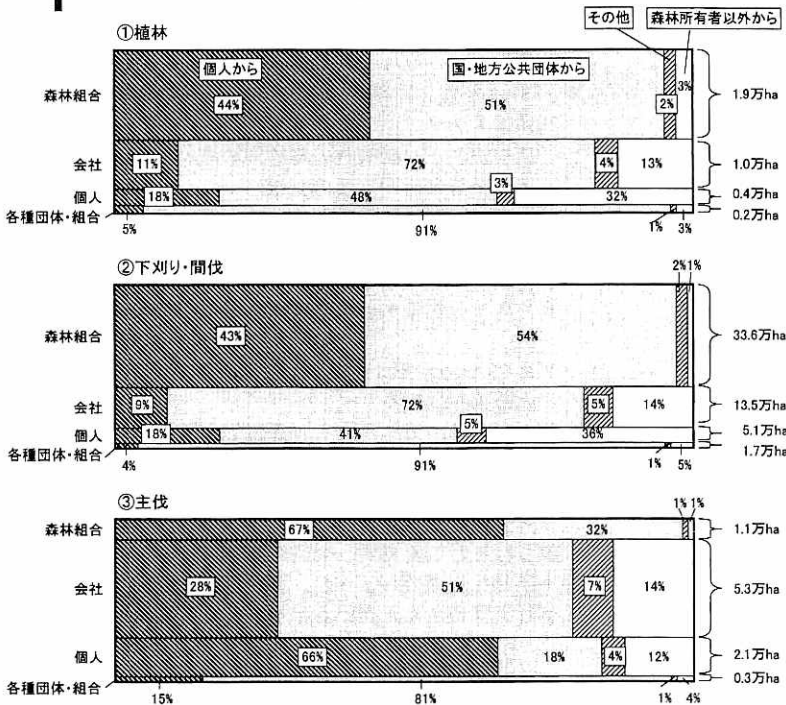 その他 森林所有者以外から
①植林
個人から 国・地方公共団体から
森林組合 44% 51% 2% 3% 1.9万ha
会社 11% 72% 4% 13% 1.0万ha
個人 18% 48% 3% 32% 0.4万ha
各種団体・組合 0.2万ha
5% 91% 1% 3%
②下刈り・間伐
2% 1%
森林組合 43% 54% 33.6万ha
会社 9% 72% 5% 14% 13.5万ha
個人 18% 41% 5% 36% 5.1万ha
各種団体・組合 1.7万ha
4% 91% 1% 5%
③主伐
1% 1%
森林組合 67% 32% 1.1万ha
会社 28% 51% 7% 14% 5.3万ha
個人 66% 18% 4% 12% 2.1万ha
各種団体・組合 0.3万ha
15% 81% 1% 4%